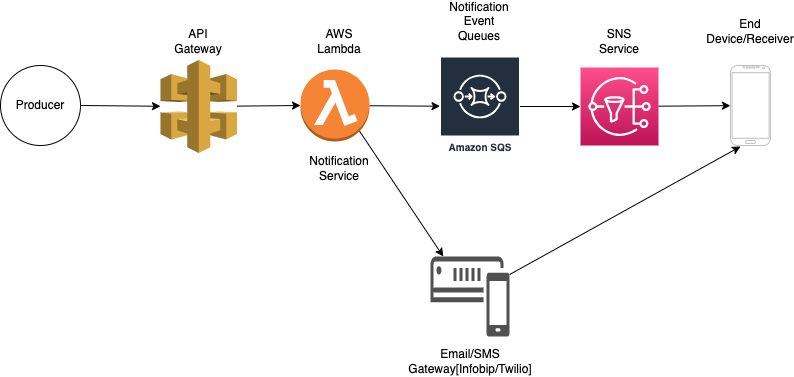 Producer
API
Gateway
AWS
Lambda
Notification
Service
Notification
Event
Queues
Amazon SQS
SNS
Service
End
Device/Receiver
Email/SMS
Gateway[Infobip/Twilio]